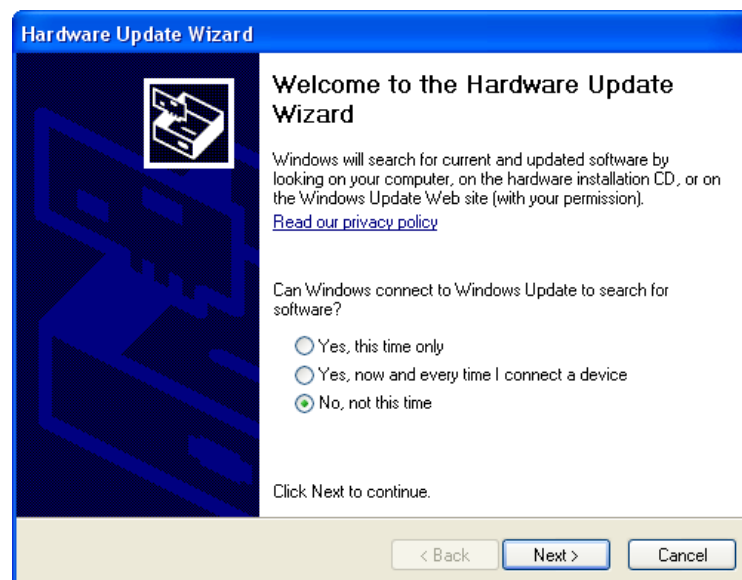 Hardware Update Wizard
Welcome to the Hardware Update
Wizard
Windows will search for current and updated software by
looking on your computer, on the hardware installation CD, or on
the Windows Update Web site (with your permission).
Read our privacy policy
Can Windows connect to Windows Update to search for
software?
Yes, this time only
Yes, now and every time I connect a device
No, not this time
Click Next to continue.
< Back
Next >
Cancel